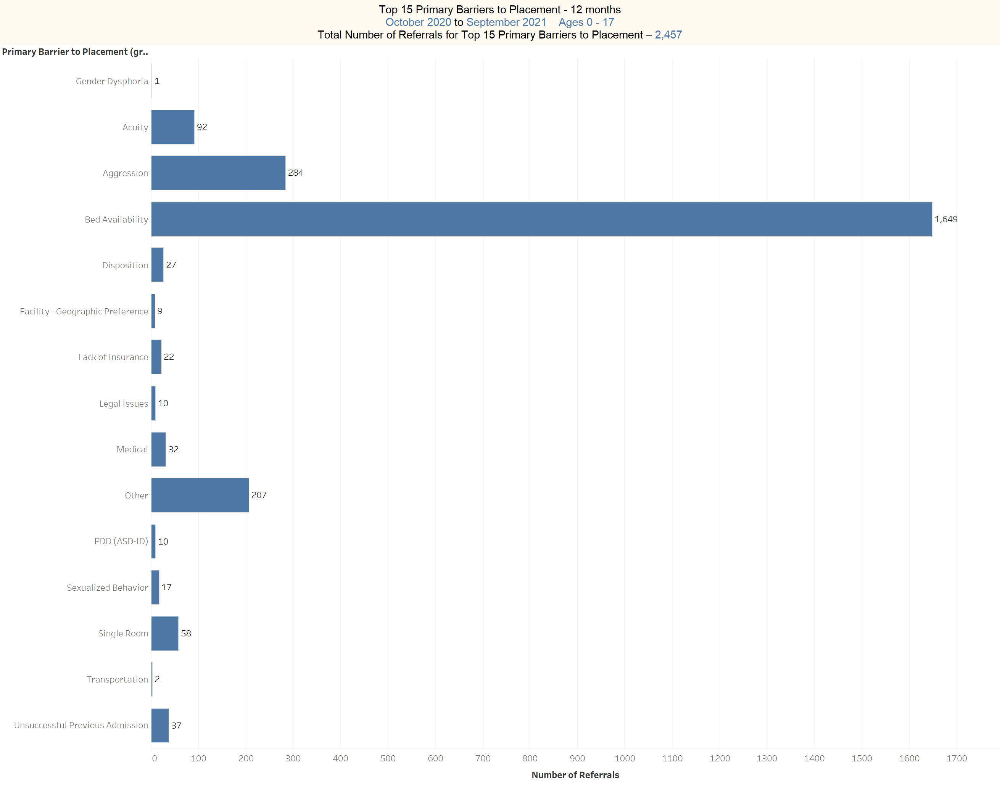 Top 15 Primary Barriers to Placement - 12 months
October 2020 to September 2021 Ages 0 - 17
Total Number of Referrals for Top 15 Primary Barriers to Placement – 2,457
Primary Barrier to Placement (gr..
Gender Dysphoria 1
Acuity 92
Aggression 284
Bed Availability 1,649
Disposition 27
Facility - Geographic Preference 9
Lack of Insurance 22
Legal Issues 10
Medical 32
Other 207
PDD (ASD-ID) 10
Sexualized Behavior 17
Single Room 58
Transportation 2
Unsuccessful Previous Admission 37
0 100 200 300 400 500 600 700 800 900 1000 1100 1200 1300 1400 1500 1600 1700
Number of Referrals